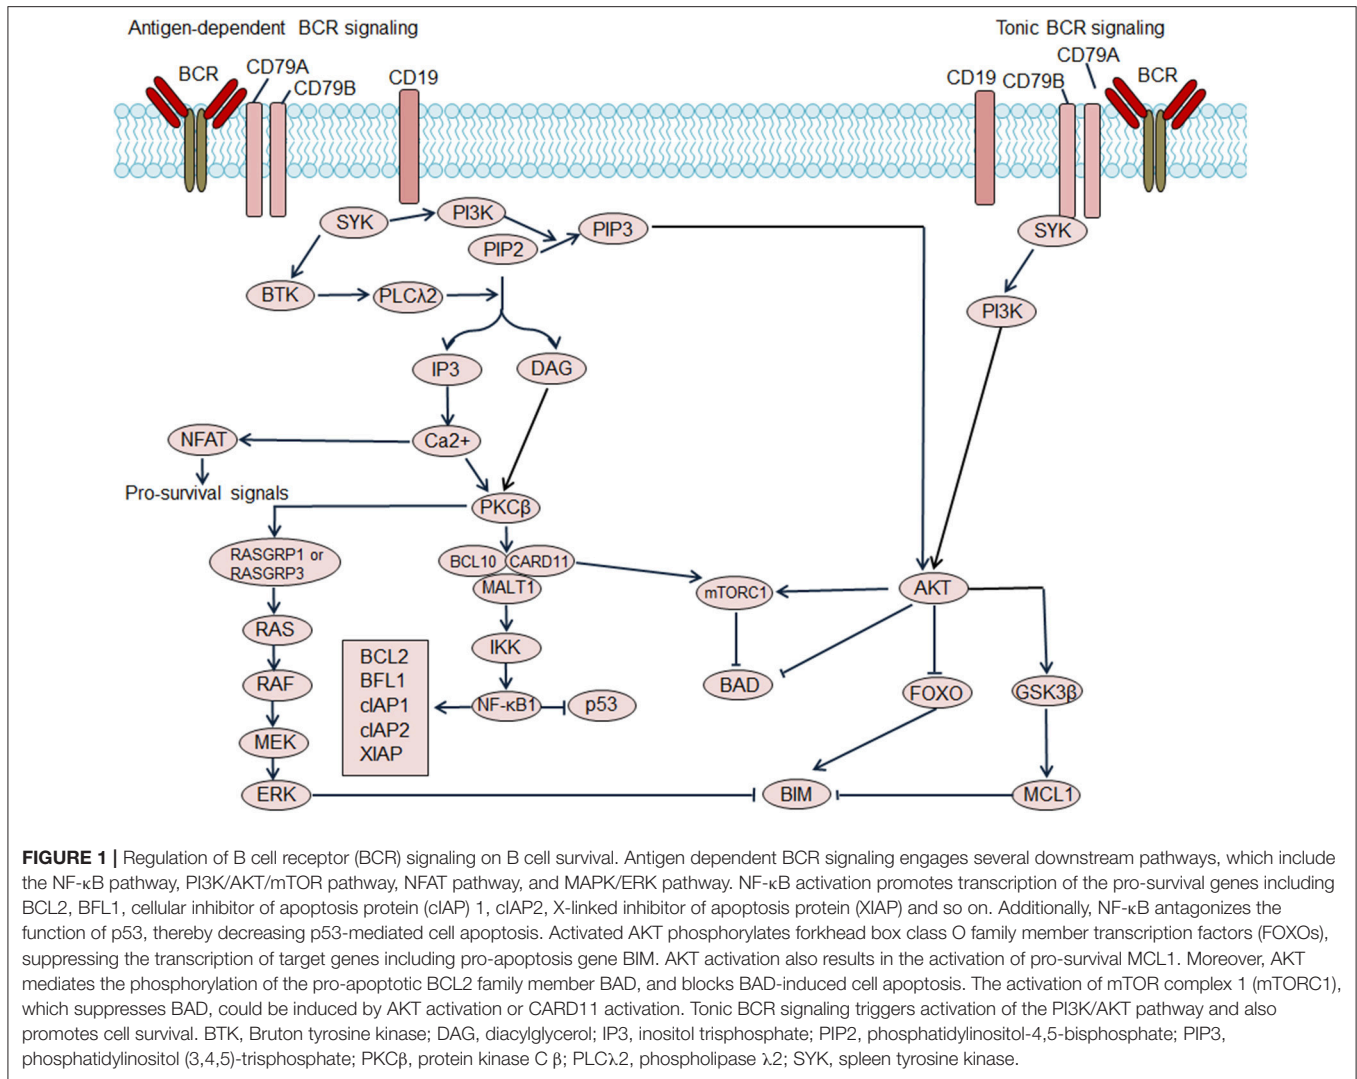 Antigen-dependent BCR signaling
Tonic BCR signaling
BCR
CD79A
CD79B
CD19
CD19
CD79B
CD79A
BCR
SYK
PI3K
PIP2
PIP3
SYK
BTK
PLCλ2
PI3K
IP3
DAG
NFAT
Ca2+
Pro-survival signals
PKCβ
RASGRP1 or
RASGRP3
BCL10
CARD11
MALT1
mTORC1
AKT
RAS
IKK
BCL2
BFL1
cIAP1
cIAP2
XIAP
RAF
NF-κB1
p53
BAD
FOXO
GSK3β
MEK
ERK
BIM
MCL1
FIGURE 1 | Regulation of B cell receptor (BCR) signaling on B cell survival. Antigen dependent BCR signaling engages several downstream pathways, which include
the NF-κB pathway, PI3K/AKT/mTOR pathway, NFAT pathway, and MAPK/ERK pathway. NF-κB activation promotes transcription of the pro-survival genes including
BCL2, BFL1, cellular inhibitor of apoptosis protein (cIAP) 1, cIAP2, X-linked inhibitor of apoptosis protein (XIAP) and so on. Additionally, NF-κB antagonizes the
function of p53, thereby decreasing p53-mediated cell apoptosis. Activated AKT phosphorylates forkhead box class O family member transcription factors (FOXOs),
suppressing the transcription of target genes including pro-apoptosis gene BIM. AKT activation also results in the activation of pro-survival MCL1. Moreover, AKT
mediates the phosphorylation of the pro-apoptotic BCL2 family member BAD, and blocks BAD-induced cell apoptosis. The activation of mTOR complex 1 (mTORC1),
which suppresses BAD, could be induced by AKT activation or CARD11 activation. Tonic BCR signaling triggers activation of the PI3K/AKT pathway and also
promotes cell survival. BTK, Bruton tyrosine kinase; DAG, diacylglycerol; IP3, inositol trisphosphate; PIP2, phosphatidylinositol-4,5-bisphosphate; PIP3,
phosphatidylinositol (3,4,5)-trisphosphate; PKCβ, protein kinase C β; PLCλ2, phospholipase λ2; SYK, spleen tyrosine kinase.